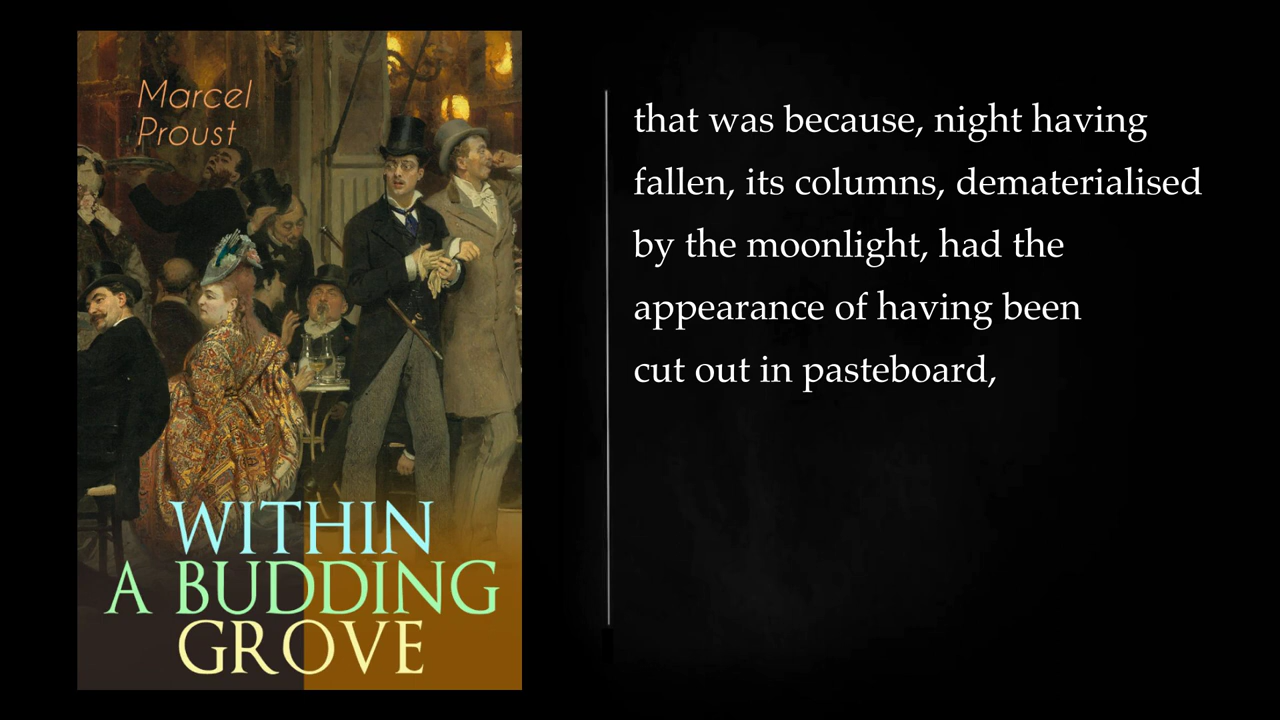 Marcel
Proust
WITHIN
A BUDDING
GROVE
that was because, night having
fallen, its columns, dematerialised
by the moonlight, had the
appearance of having been
cut out in pasteboard,